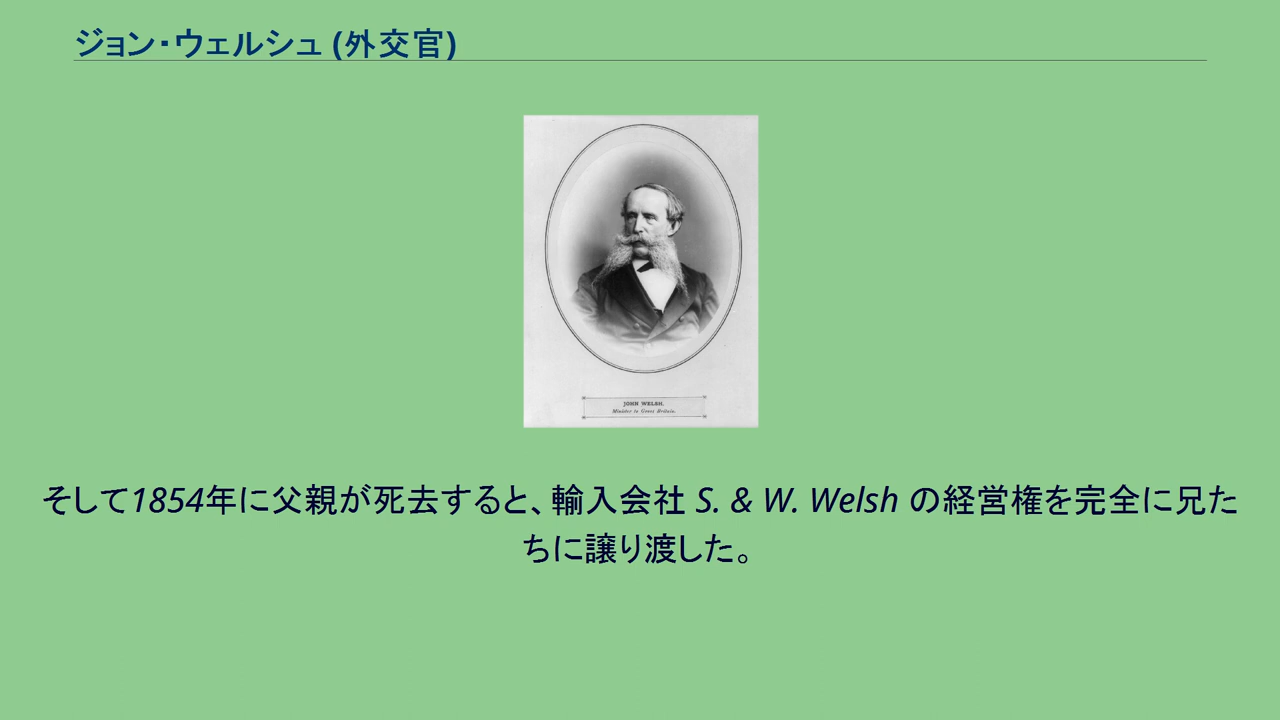 ジョン・ウェルシュ (外交官)
JOHN WELSH.
Minister to Great Britain.
そして1854年に父親が死去すると、輸入会社 S. & W. Welsh の経営権を完全に兄た
ちに譲り渡した。